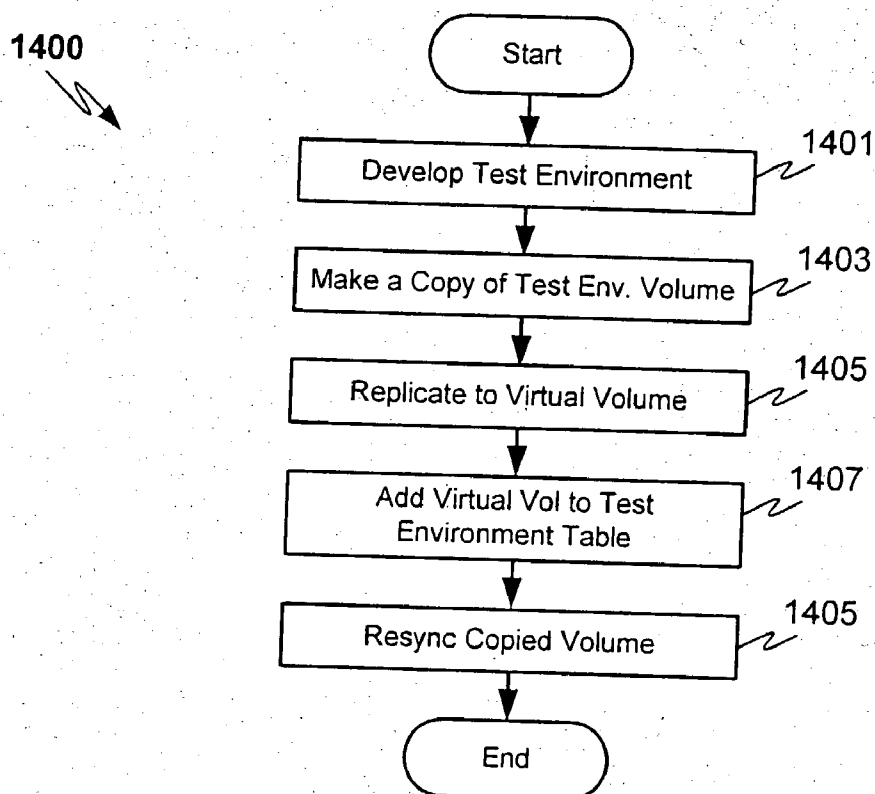 1400
Start
1401
Develop Test Environment
1403
Make a Copy of Test Env. Volume
1405
Replicate to Virtual Volume
1407
Add Virtual Vol to Test
Environment Table
1405
Resync Copied Volume
End